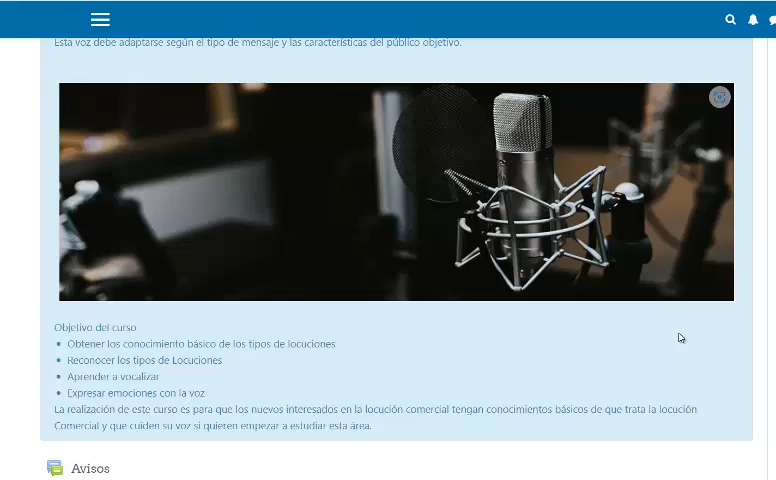 Esta voz debe adaptarse según el tipo de mensaje y las características del público objetivo.
Objetivo del curso
Obtener los conocimiento básico de los tipos de locuciones
Reconocer los tipos de Locuciones
Aprender a vocalizar
Expresar emociones con la voz
La realización de este curso es para que los nuevos interesados en la locución comercial tengan conocimientos básicos de que trata la locución
Comercial y que cuiden su voz si quieren empezar a estudiar esta área.
Avisos